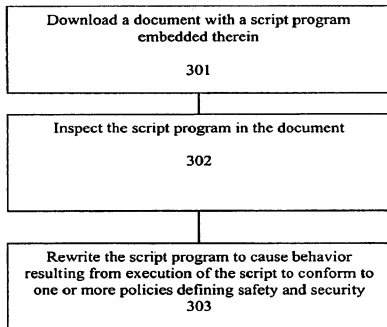 Download a document with a script program
embedded therein
301
Inspect the script program in the document
302
Rewrite the script program to cause behavior
resulting from execution of the script to conform to
one or more policies defining safety and security
303